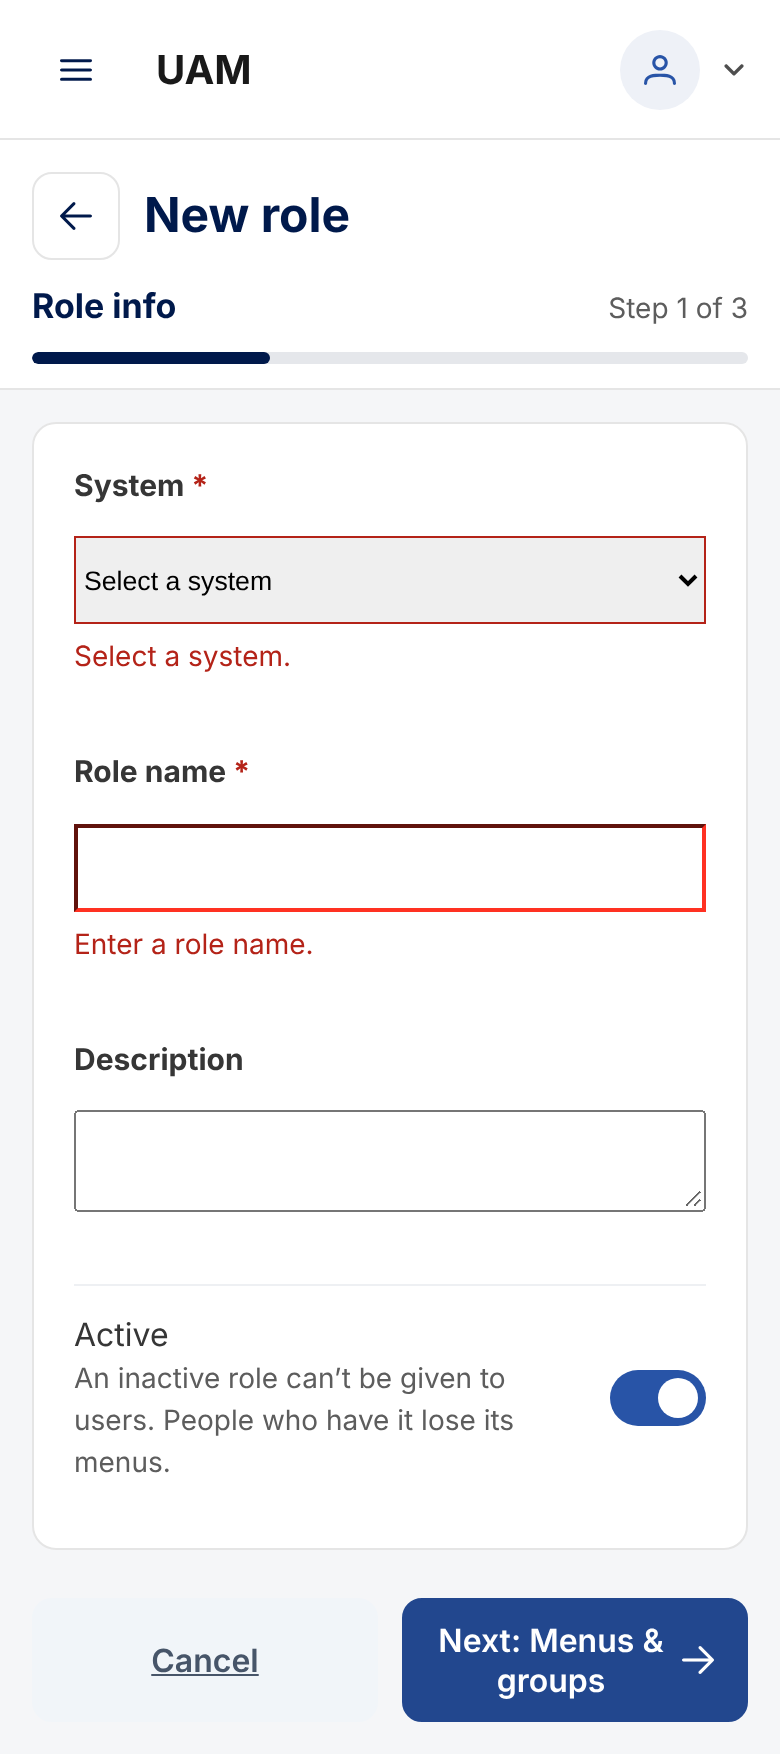 UAM
New role
Role info
Step 1 of 3
System *
Select a system
Select a system.
Role name *
Enter a role name.
Description
Active
An inactive role can’t be given to
users. People who have it lose its
menus.
Cancel
Next: Menus &
groups